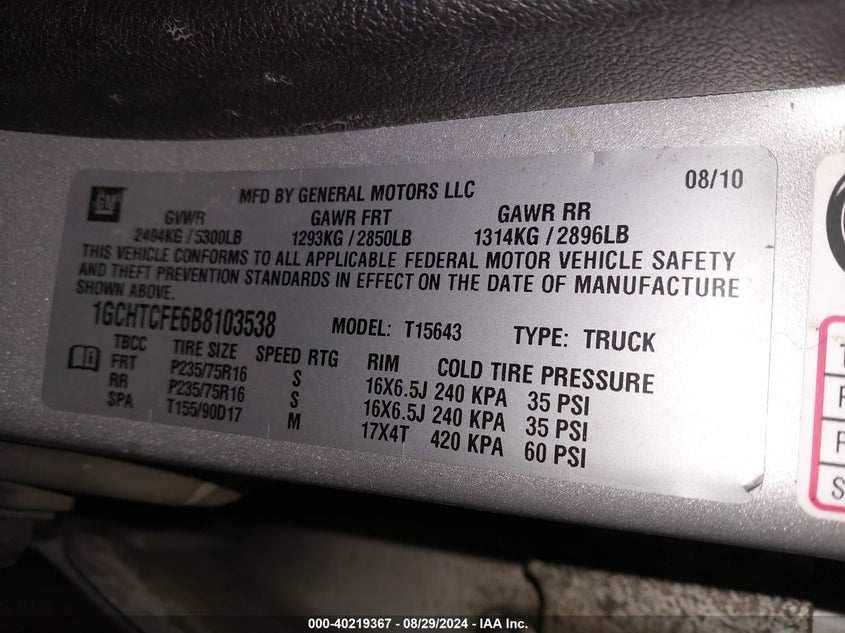 GM
MFD BY GENERAL MOTORS LLC 08/10
GVWR GAWR FRT GAWR RR
2404KG / 5300LB 1293KG / 2850LB 1314KG / 2896LB
THIS VEHICLE CONFORMS TO ALL APPLICABLE FEDERAL MOTOR VEHICLE SAFETY
AND THEFT PREVENTION STANDARDS IN EFFECT ON THE DATE OF MANUFACTURE
SHOWN ABOVE.
1GCHTCFE6B8103538 MODEL: T15643 TYPE: TRUCK
TBCC TIRE SIZE SPEED RTG RIM COLD TIRE PRESSURE
FRT P235/75R16 S 16X6.5J 240 KPA 35 PSI
RR P235/75R16 S 16X6.5J 240 KPA 35 PSI
SPA T155/90D17 M 17X4T 420 KPA 60 PSI
T
F
F
S
000-40219367 - 08/29/2024 - IAA Inc.